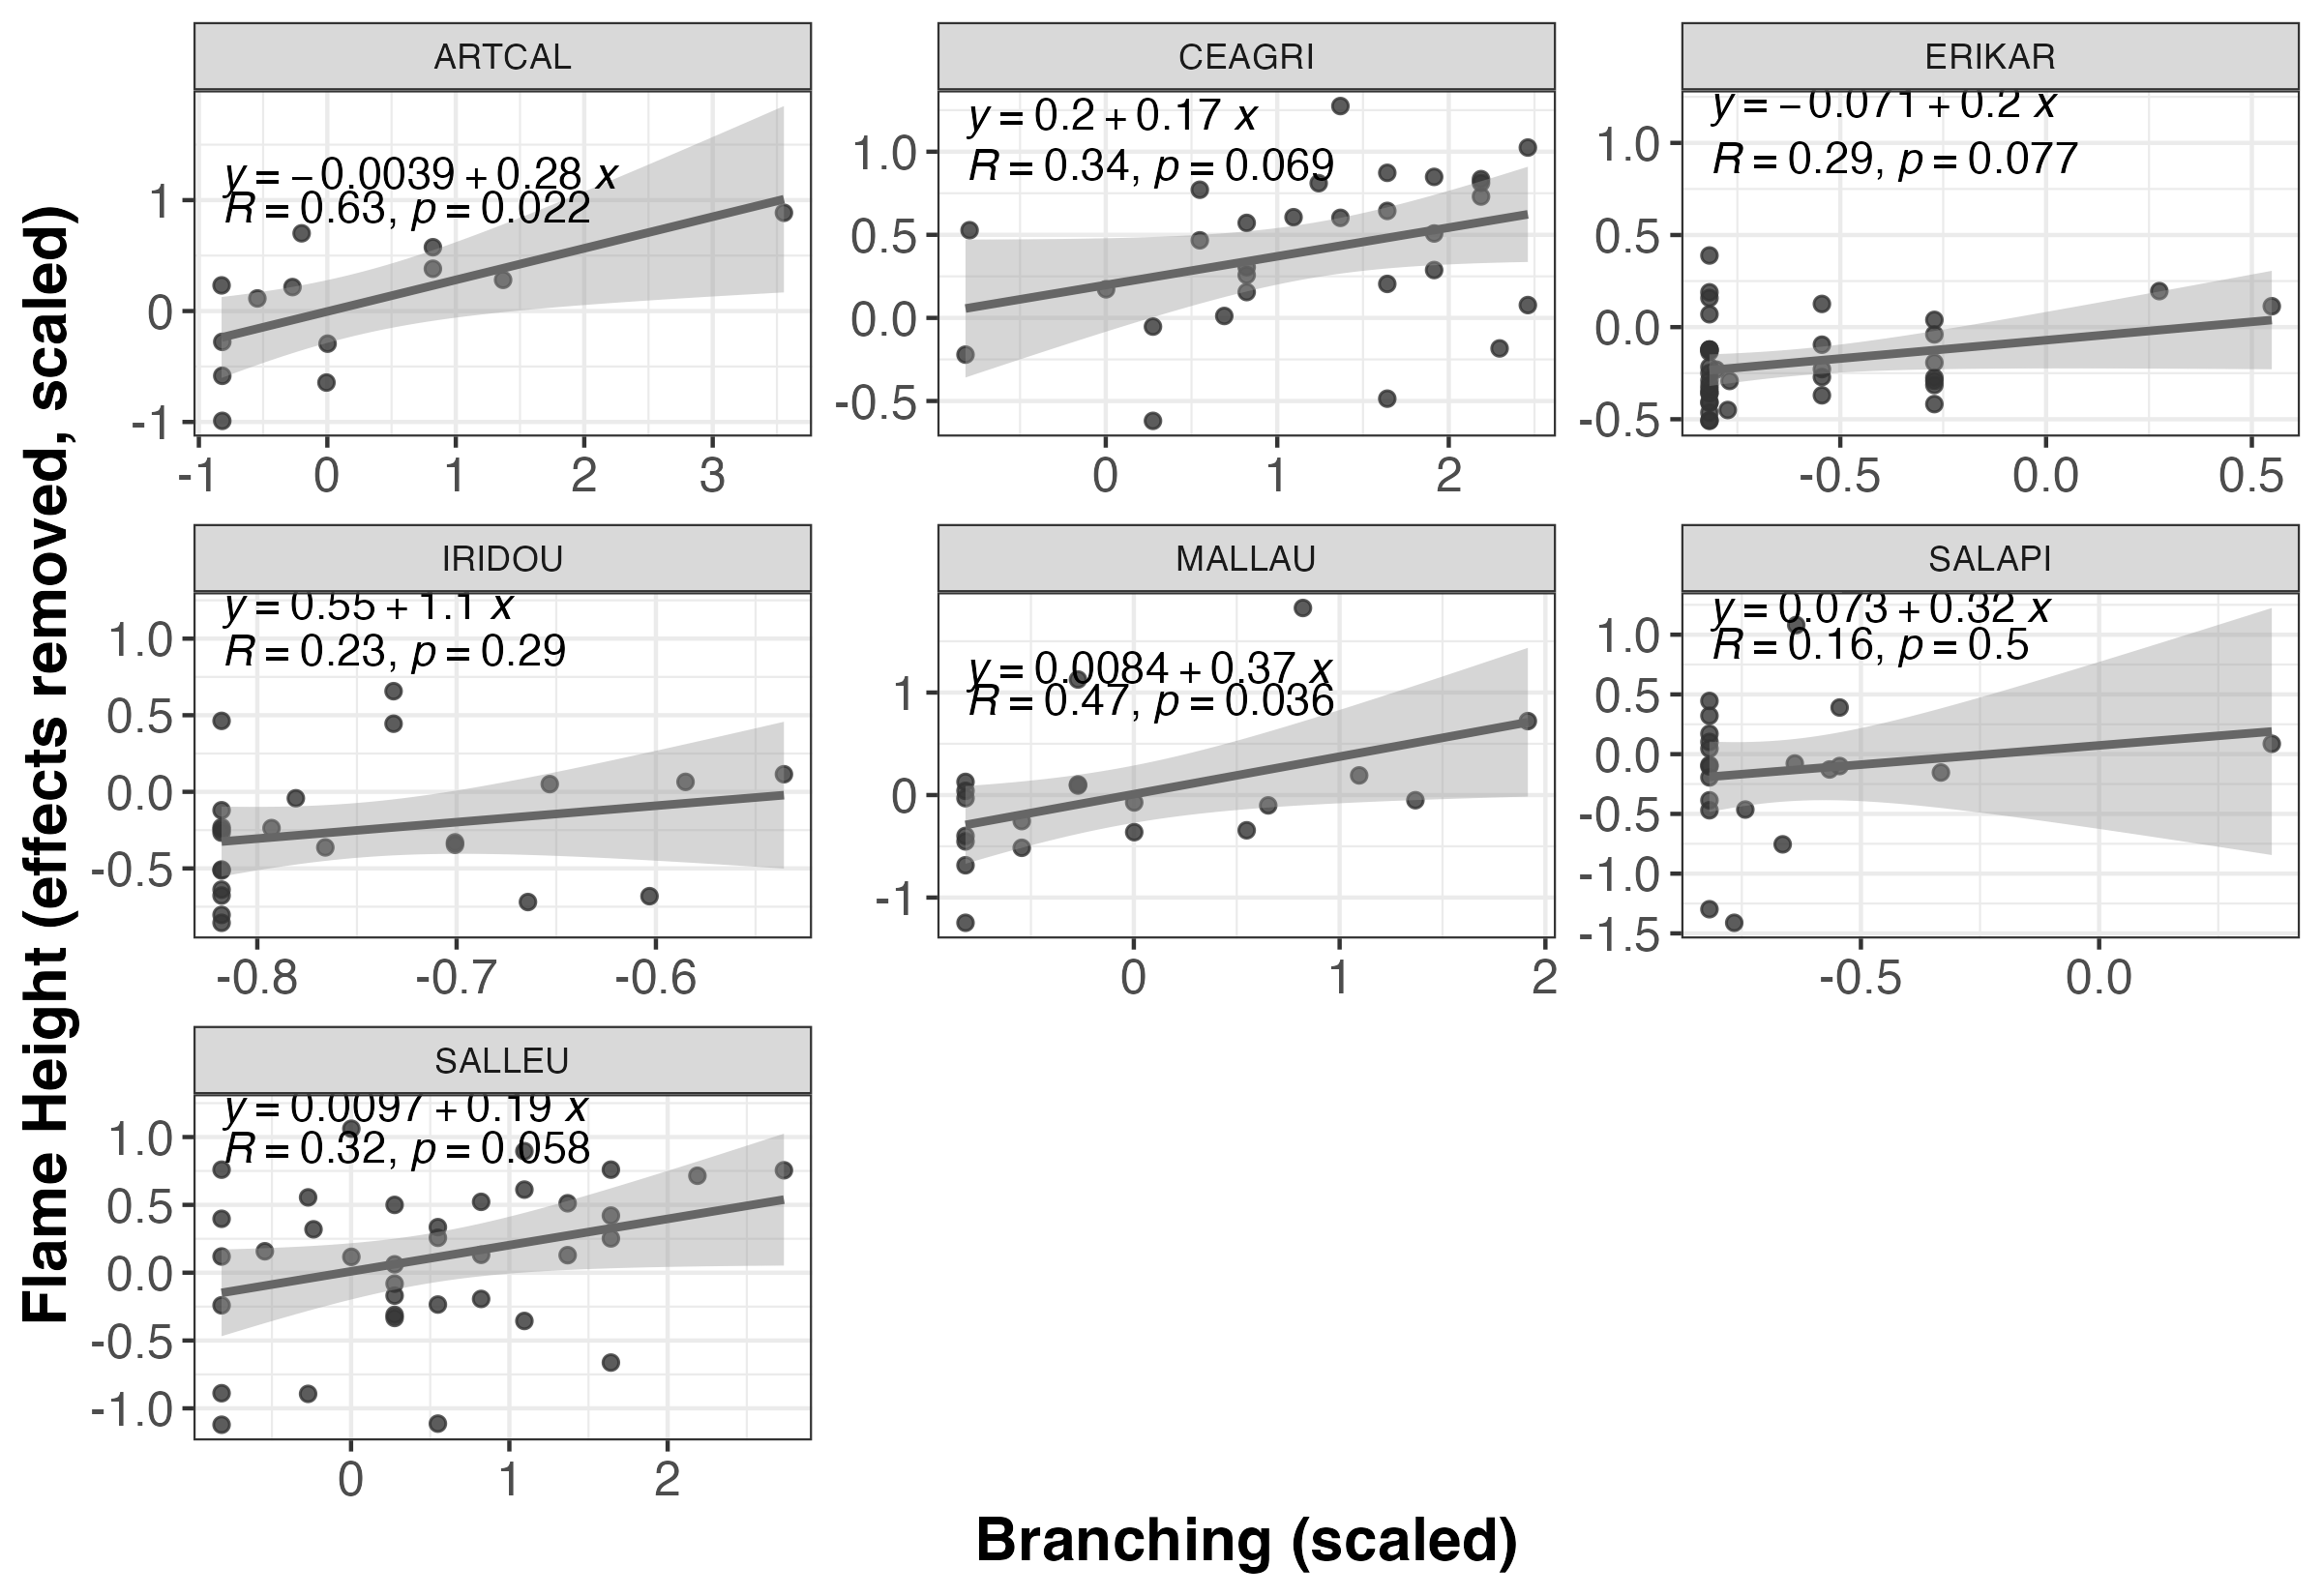 Flame Height (effects removed, scaled)
ARTCAL
y = −0.0039 + 0.28 x
R = 0.63, p = 0.022
1
0
-1
-1 0 1 2 3
CEAGRI
y = 0.2 + 0.17 x
R = 0.34, p = 0.069
1.0
0.5
0.0
-0.5
0 1 2
ERIKAR
y = −0.071 + 0.2 x
R = 0.29, p = 0.077
1.0
0.5
0.0
-0.5
-0.5 0.0 0.5
IRIDOU
y = 0.55 + 1.1 x
R = 0.23, p = 0.29
1.0
0.5
0.0
-0.5
-0.8 -0.7 -0.6
MALLAU
y = 0.0084 + 0.37 x
R = 0.47, p = 0.036
1
0
-1
0 1 2
SALAPI
y = 0.073 + 0.32 x
R = 0.16, p = 0.5
1.0
0.5
0.0
-0.5
-1.0
-1.5
-0.5 0.0
SALLEU
y = 0.0097 + 0.19 x
R = 0.32, p = 0.058
1.0
0.5
0.0
-0.5
-1.0
0 1 2
Branching (scaled)